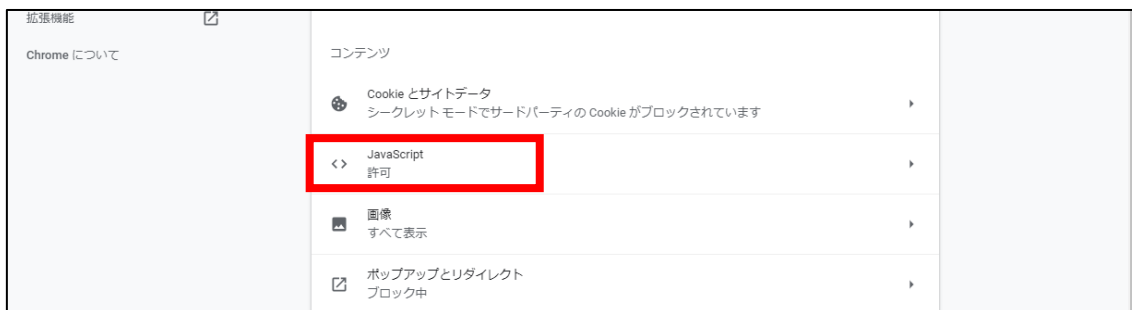 拡張機能
Chrome について
コンテンツ
Cookie とサイトデータ
シークレット モードでサードパーティの Cookie がブロックされています
JavaScript
許可
画像
すべて表示
ポップアップとリダイレクト
ブロック中